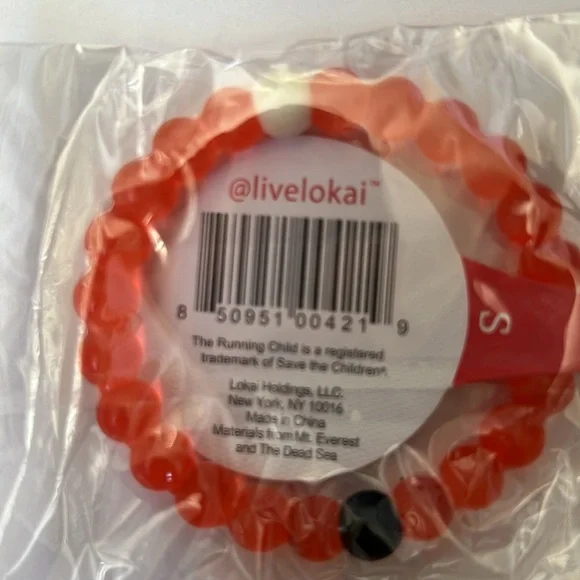 @livelokai™
8 50951 00421 9
The Running Child is a registered
trademark of Save the Children®.
Lokai Holdings, LLC.
New York, NY 10016
Made in China
Materials from Mt. Everest
and The Dead Sea
S